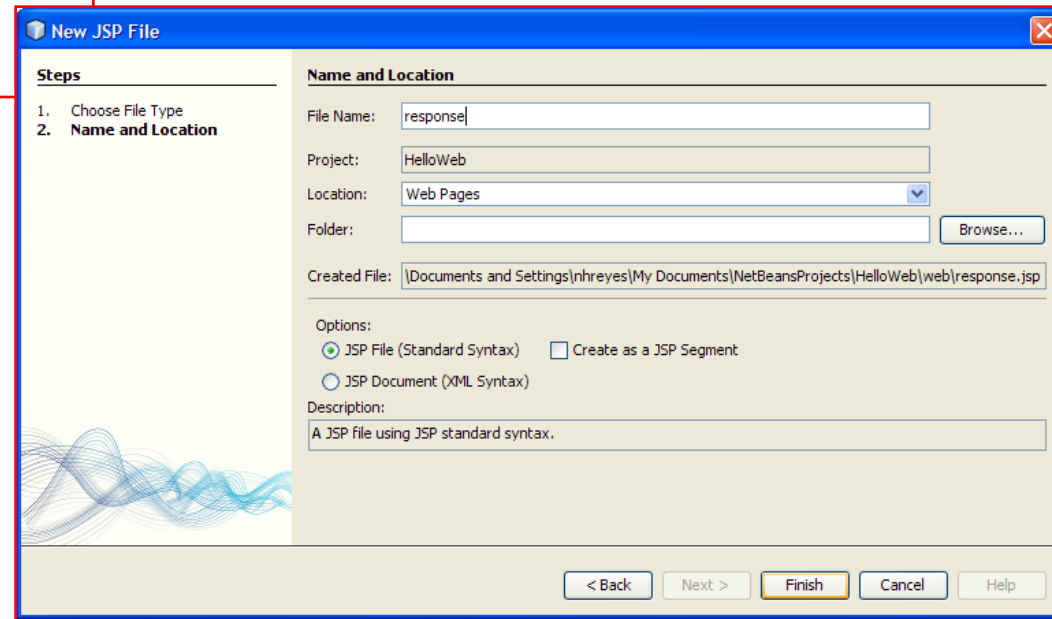 New JSP File
Steps
1. Choose File Type
2. Name and Location
Name and Location
File Name: response
Project: HelloWeb
Location: Web Pages
Folder: Browse...
Created File: \Documents and Settings\nhreyes\My Documents\NetBeansProjects\HelloWeb\web\response.jsp
Options:
JSP File (Standard Syntax) Create as a JSP Segment
JSP Document (XML Syntax)
Description:
A JSP file using JSP standard syntax.
< Back Next > Finish Cancel Help